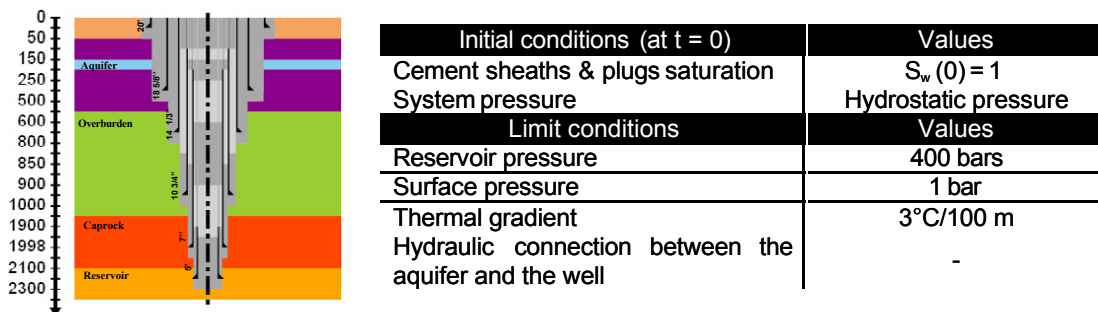 0
50
150
250
500
600
800
850
900
1000
1900
1998
2100
2300
Aquifer
Overburden
Caprock
Reservoir
20'
18 5/8''
14 1/3'
10 3/4''
7''
5'
Initial conditions (at t = 0) Values
Cement sheaths & plugs saturation Sw (0) = 1
System pressure Hydrostatic pressure
Limit conditions Values
Reservoir pressure 400 bars
Surface pressure 1 bar
Thermal gradient 3°C/100 m
Hydraulic connection between the
aquifer and the well -